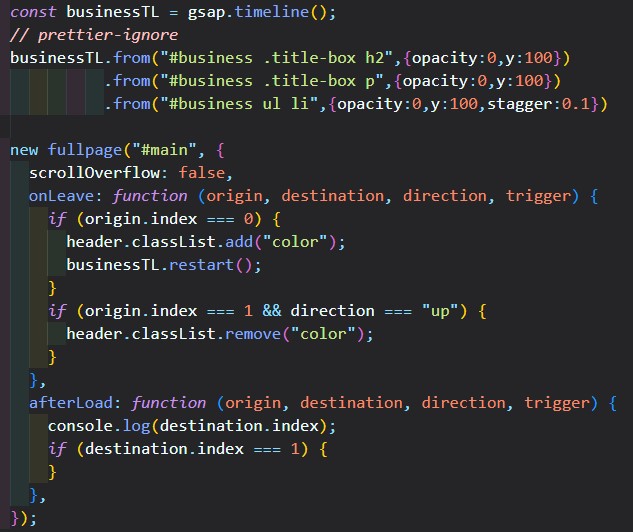 const businessTL = gsap.timeline();
// prettier-ignore
businessTL.from("#business .title-box h2",{opacity:0,y:100})
          .from("#business .title-box p",{opacity:0,y:100})
          .from("#business ul li",{opacity:0,y:100,stagger:0.1})

new fullpage("#main", {
  scrollOverflow: false,
  onLeave: function (origin, destination, direction, trigger) {
    if (origin.index === 0) {
      header.classList.add("color");
      businessTL.restart();
    }
    if (origin.index === 1 && direction === "up") {
      header.classList.remove("color");
    }
  },
  afterLoad: function (origin, destination, direction, trigger) {
    console.log(destination.index);
    if (destination.index === 1) {
    }
  },
});